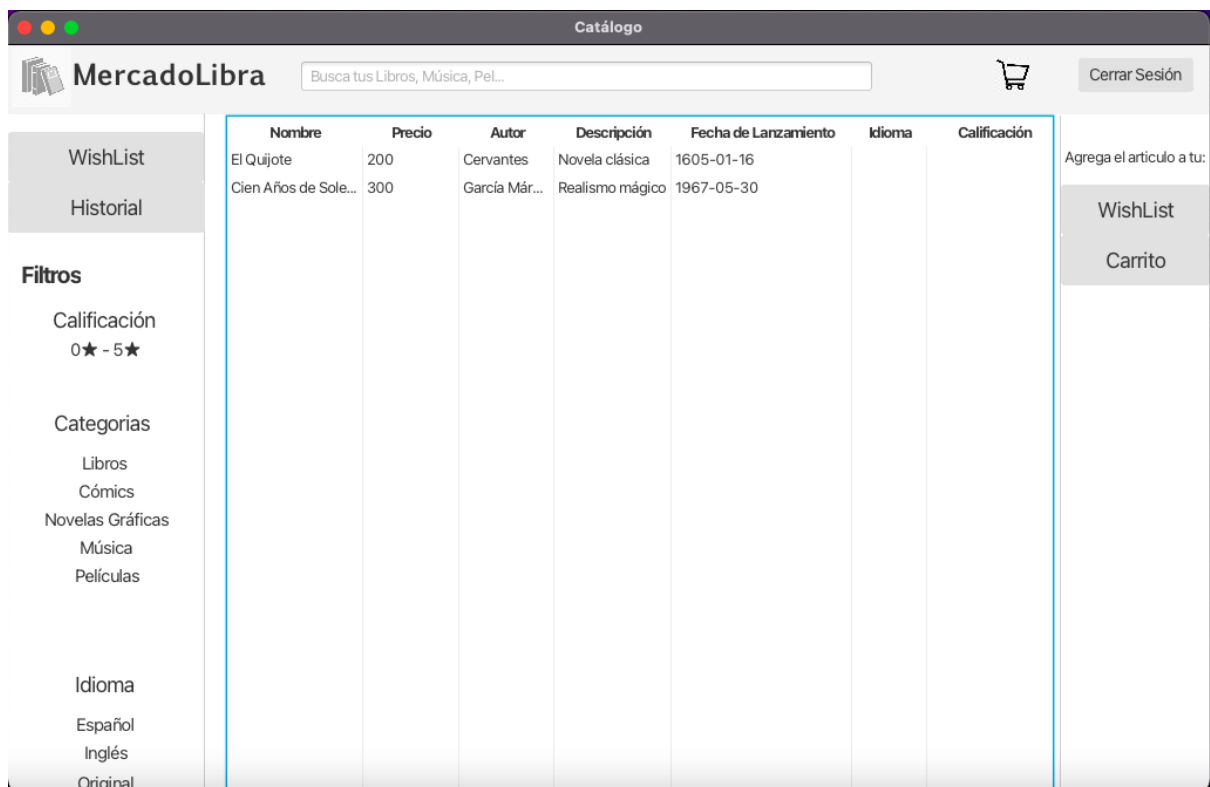 Catálogo
MercadoLibra
Busca tus Libros, Música, Pel...
Cerrar Sesión
WishList
Historial
Filtros
Calificación
0★ - 5★
Categorias
Libros
Cómics
Novelas Gráficas
Música
Películas
Idioma
Español
Inglés
Original
Nombre Precio Autor Descripción Fecha de Lanzamiento Idioma Calificación
El Quijote 200 Cervantes Novela clásica 1605-01-16
Cien Años de Sole... 300 García Már... Realismo mágico 1967-05-30
Agrega el articulo a tu:
WishList
Carrito